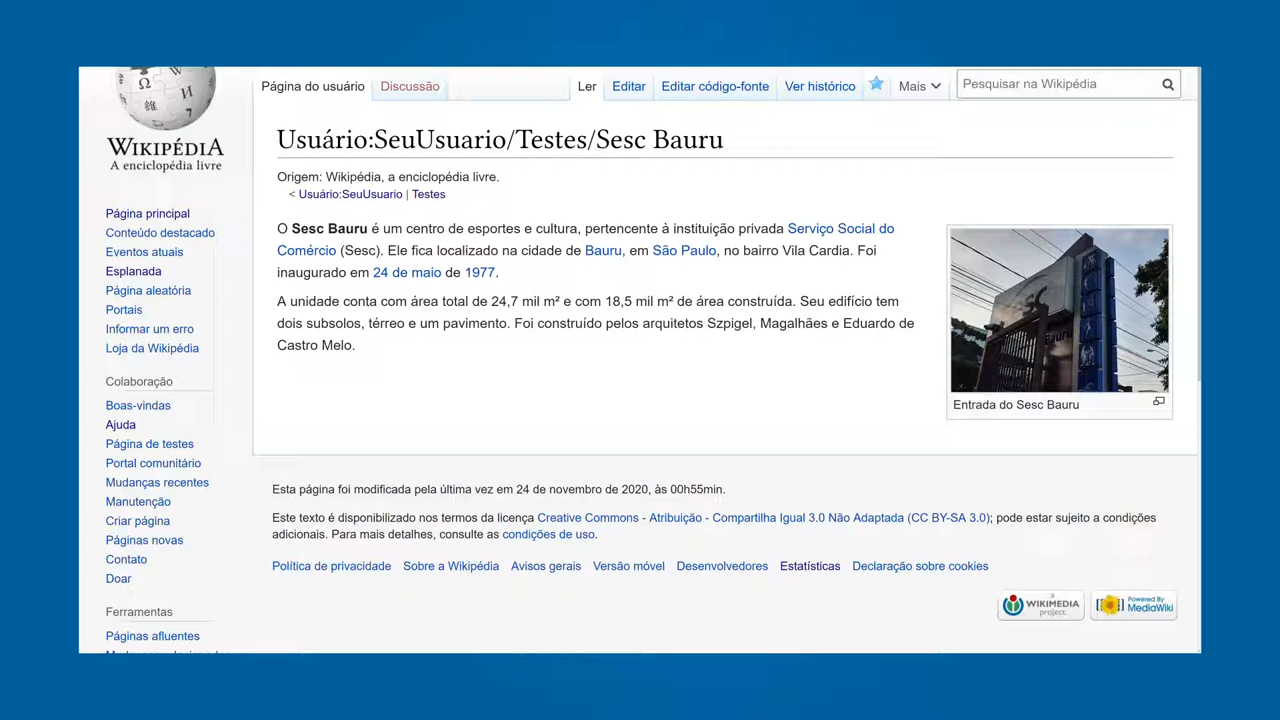 Página do usuário Discussão Ler Editar Editar código-fonte Ver histórico Mais Pesquisar na Wikipédia
WIKIPÉDIA
A enciclopédia livre
Página principal
Conteúdo destacado
Eventos atuais
Esplanada
Página aleatória
Portais
Informar um erro
Loja da Wikipédia
Colaboração
Boas-vindas
Ajuda
Página de testes
Portal comunitário
Mudanças recentes
Manutenção
Criar página
Páginas novas
Contato
Doar
Ferramentas
Páginas afluentes
Usuário:SeuUsuario/Testes/Sesc Bauru
Origem: Wikipédia, a enciclopédia livre.
< Usuário:SeuUsuario | Testes
O Sesc Bauru é um centro de esportes e cultura, pertencente à instituição privada Serviço Social do
Comércio (Sesc). Ele fica localizado na cidade de Bauru, em São Paulo, no bairro Vila Cardia. Foi
inaugurado em 24 de maio de 1977.
A unidade conta com área total de 24,7 mil m² e com 18,5 mil m² de área construída. Seu edifício tem
dois subsolos, térreo e um pavimento. Foi construído pelos arquitetos Szpigel, Magalhães e Eduardo de
Castro Melo.
Entrada do Sesc Bauru
Esta página foi modificada pela última vez em 24 de novembro de 2020, às 00h55min.
Este texto é disponibilizado nos termos da licença Creative Commons - Atribuição - Compartilha Igual 3.0 Não Adaptada (CC BY-SA 3.0); pode estar sujeito a condições
adicionais. Para mais detalhes, consulte as condições de uso.
Política de privacidade Sobre a Wikipédia Avisos gerais Versão móvel Desenvolvedores Estatísticas Declaração sobre cookies
A WIKIMEDIA project
Powered By MediaWiki